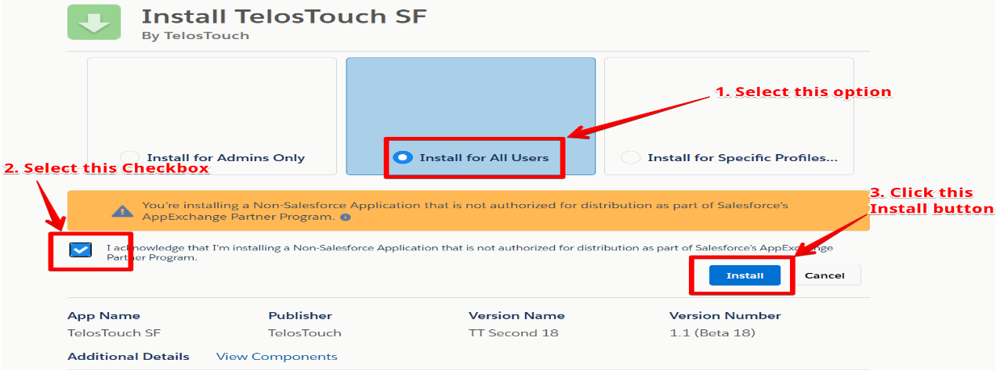 Install TelosTouch SF
By TelosTouch
1. Select this option
Install for Admins Only
Install for All Users
Install for Specific Profiles...
2. Select this Checkbox
You're installing a Non-Salesforce Application that is not authorized for distribution as part of Salesforce's
AppExchange Partner Program.
3. Click this
Install button
I acknowledge that I'm installing a Non-Salesforce Application that is not authorized for distribution as part of Salesforce's AppExchange
Partner Program.
Install
Cancel
App Name
Publisher
Version Name
Version Number
TelosTouch SF
TelosTouch
TT Second 18
1.1 (Beta 18)
Additional Details
View Components